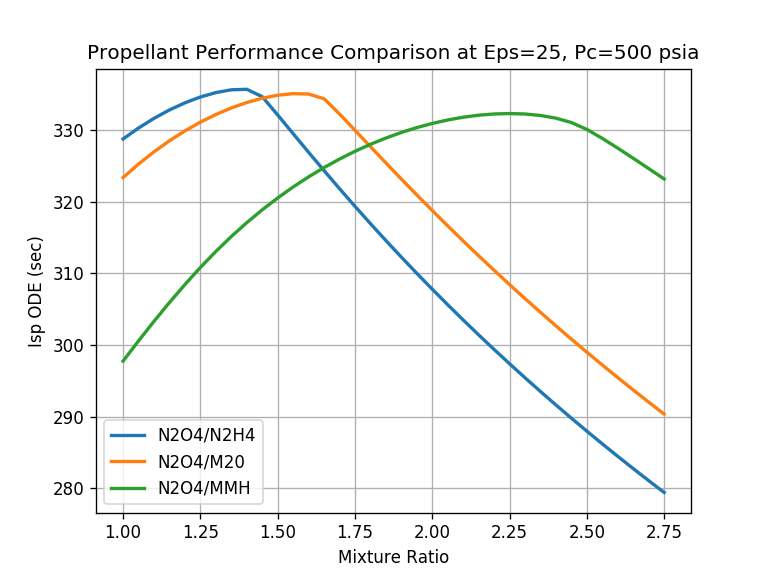 Propellant Performance Comparison at Eps=25, Pc=500 psia
Isp ODE (sec)
330
320
310
300
290
280
N2O4/N2H4
N2O4/M20
N2O4/MMH
1.00 1.25 1.50 1.75 2.00 2.25 2.50 2.75
Mixture Ratio